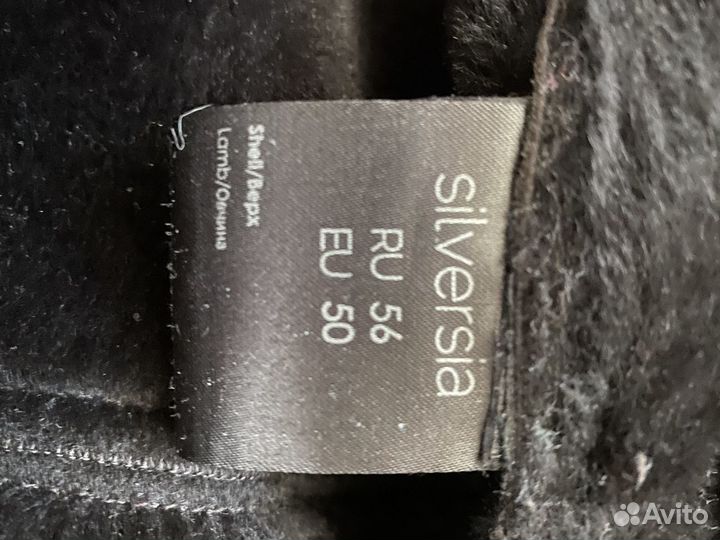 silversia
RU 56
EU 50
Shell/Верх
Lamb/Овчина
Avito